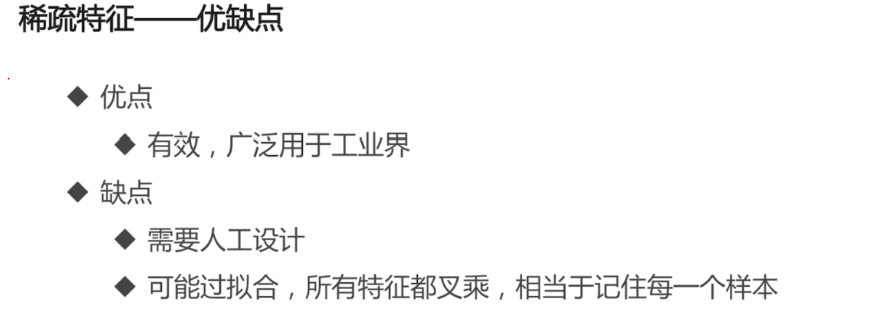 稀疏特征——优缺点
◆ 优点
◆ 有效，广泛用于工业界
◆ 缺点
◆ 需要人工设计
◆ 可能过拟合，所有特征都叉乘，相当于记住每一个样本